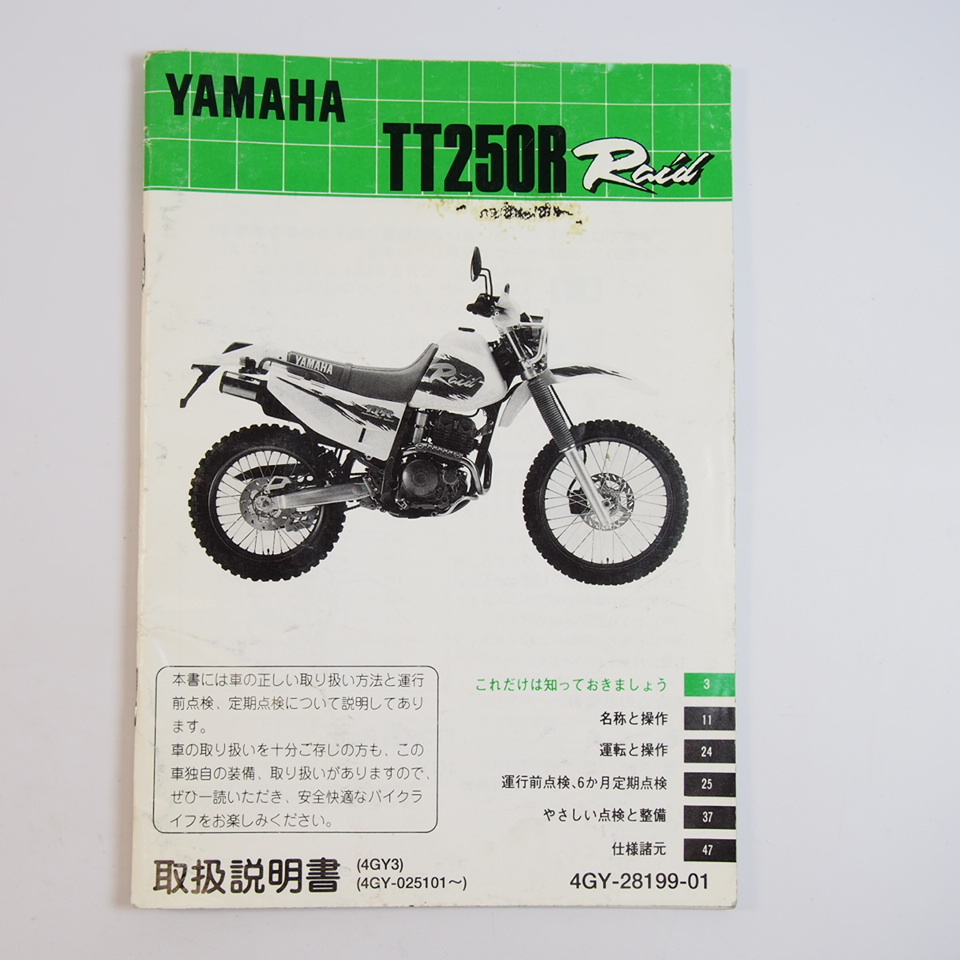 YAMAHA
TT250R Raid
YAMAHA
Raid
本書には車の正しい取り扱い方法と運行
前点検、定期点検について説明してあり
ます。
車の取り扱いを十分ご存じの方も、この
車独自の装備、取り扱いがありますので、
ぜひ一読いただき、安全快適なバイクラ
イフをお楽しみください。
これだけは知っておきましょう 3
名称と操作 11
運転と操作 24
運行前点検、6か月定期点検 25
やさしい点検と整備 37
仕様諸元 47
取扱説明書 (4GY3)
(4GY-025101〜)
4GY-28199-01